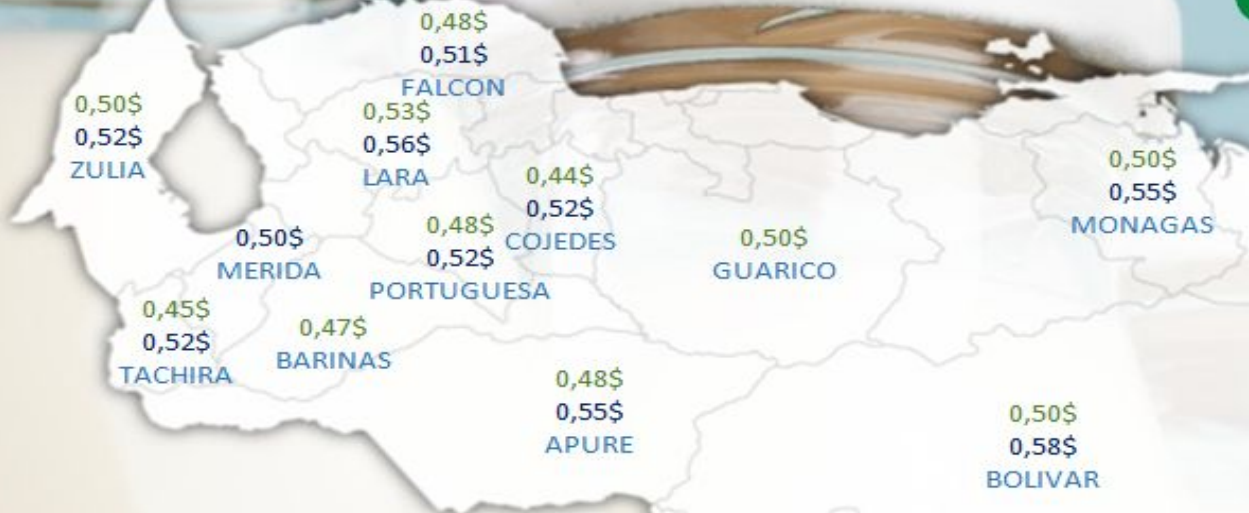 0,48$
0,51$
FALCON
0,50$
0,52$
ZULIA
0,53$
0,56$
LARA
0,44$
0,52$
COJEDES
0,50$
0,55$
MONAGAS
0,50$
MERIDA
0,48$
0,52$
PORTUGUESA
0,50$
GUARICO
0,45$
0,52$
TACHIRA
0,47$
BARINAS
0,48$
0,55$
APURE
0,50$
0,58$
BOLIVAR